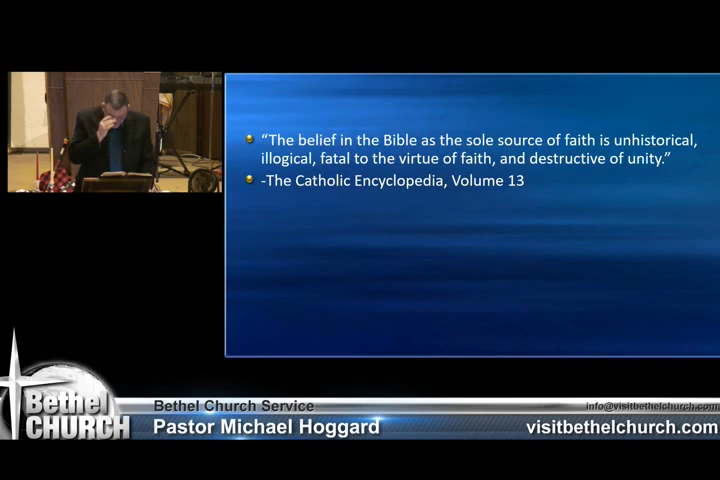 “The belief in the Bible as the sole source of faith is unhistorical,
illogical, fatal to the virtue of faith, and destructive of unity.”
-The Catholic Encyclopedia, Volume 13
Bethel
CHURCH
Bethel Church Service
info@visitbethelchurch.com
Pastor Michael Hoggard
visitbethelchurch.com